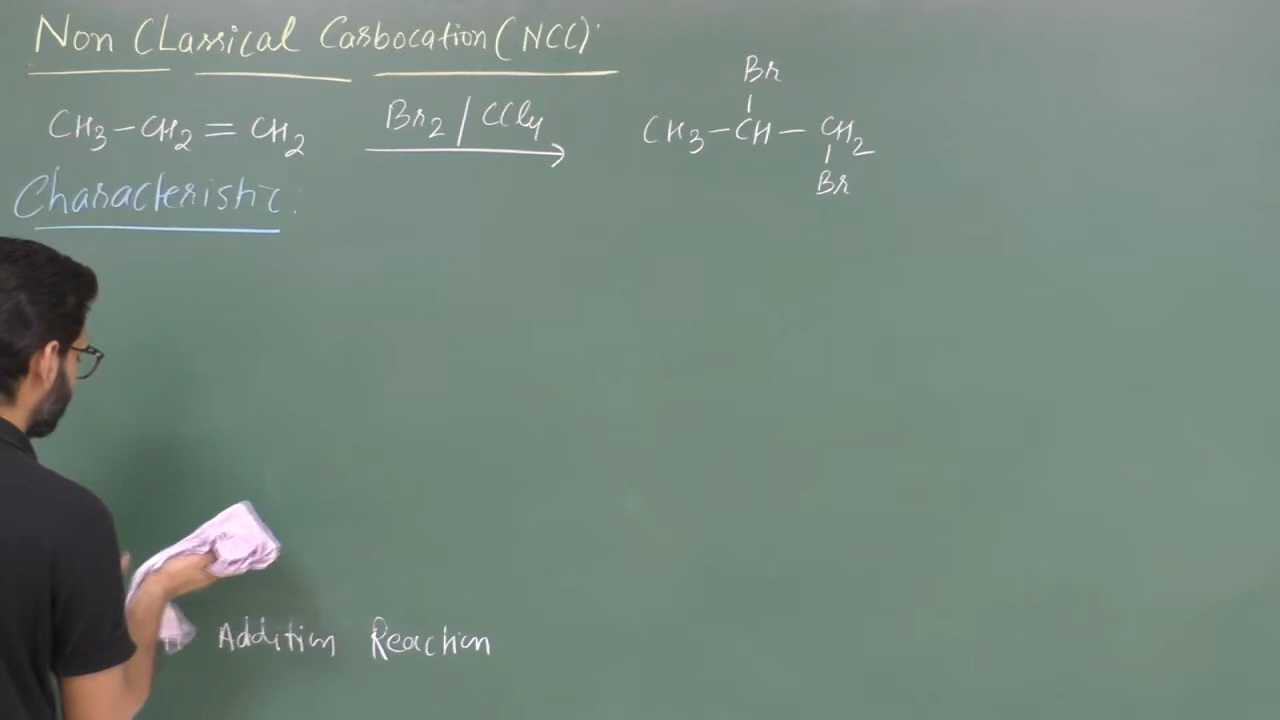 Non Classical Carbocation (NCC)
CH3-CH2=CH2 Br2/CCl4 CH3-CH-CH2
Br
Br
Characteristic:
Addition Reaction